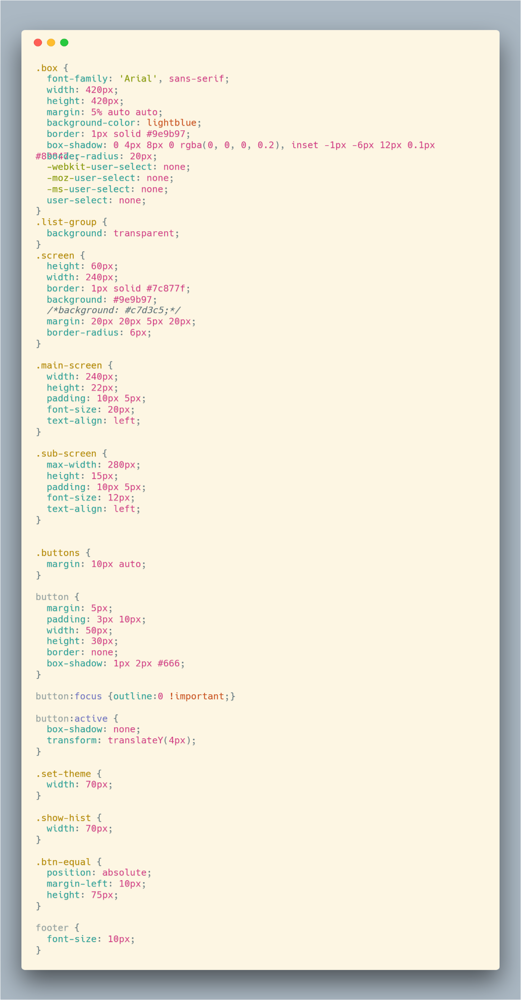 .box {
  font-family: 'Arial', sans-serif;
  width: 420px;
  height: 420px;
  margin: 5% auto auto;
  background-color: lightblue;
  border: 1px solid #9e9b97;
  box-shadow: 0 4px 8px 0 rgba(0, 0, 0, 0.2), inset -1px -6px 12px 0.1px
  border-radius: 20px;
  -webkit-user-select: none;
  -moz-user-select: none;
  -ms-user-select: none;
  user-select: none;
}
.list-group {
  background: transparent;
}
.screen {
  height: 60px;
  width: 240px;
  border: 1px solid #7c877f;
  background: #9e9b97;
  /*background: #c7d3c5;*/
  margin: 20px 20px 5px 20px;
  border-radius: 6px;
}

.main-screen {
  width: 240px;
  height: 22px;
  padding: 10px 5px;
  font-size: 20px;
  text-align: left;
}

.sub-screen {
  max-width: 280px;
  height: 15px;
  padding: 10px 5px;
  font-size: 12px;
  text-align: left;
}


.buttons {
  margin: 10px auto;
}

button {
  margin: 5px;
  padding: 3px 10px;
  width: 50px;
  height: 30px;
  border: none;
  box-shadow: 1px 2px #666;
}

button:focus {outline:0 !important;}

button:active {
  box-shadow: none;
  transform: translateY(4px);
}

.set-theme {
  width: 70px;
}

.show-hist {
  width: 70px;
}

.btn-equal {
  position: absolute;
  margin-left: 10px;
  height: 75px;
}

footer {
  font-size: 10px;
}